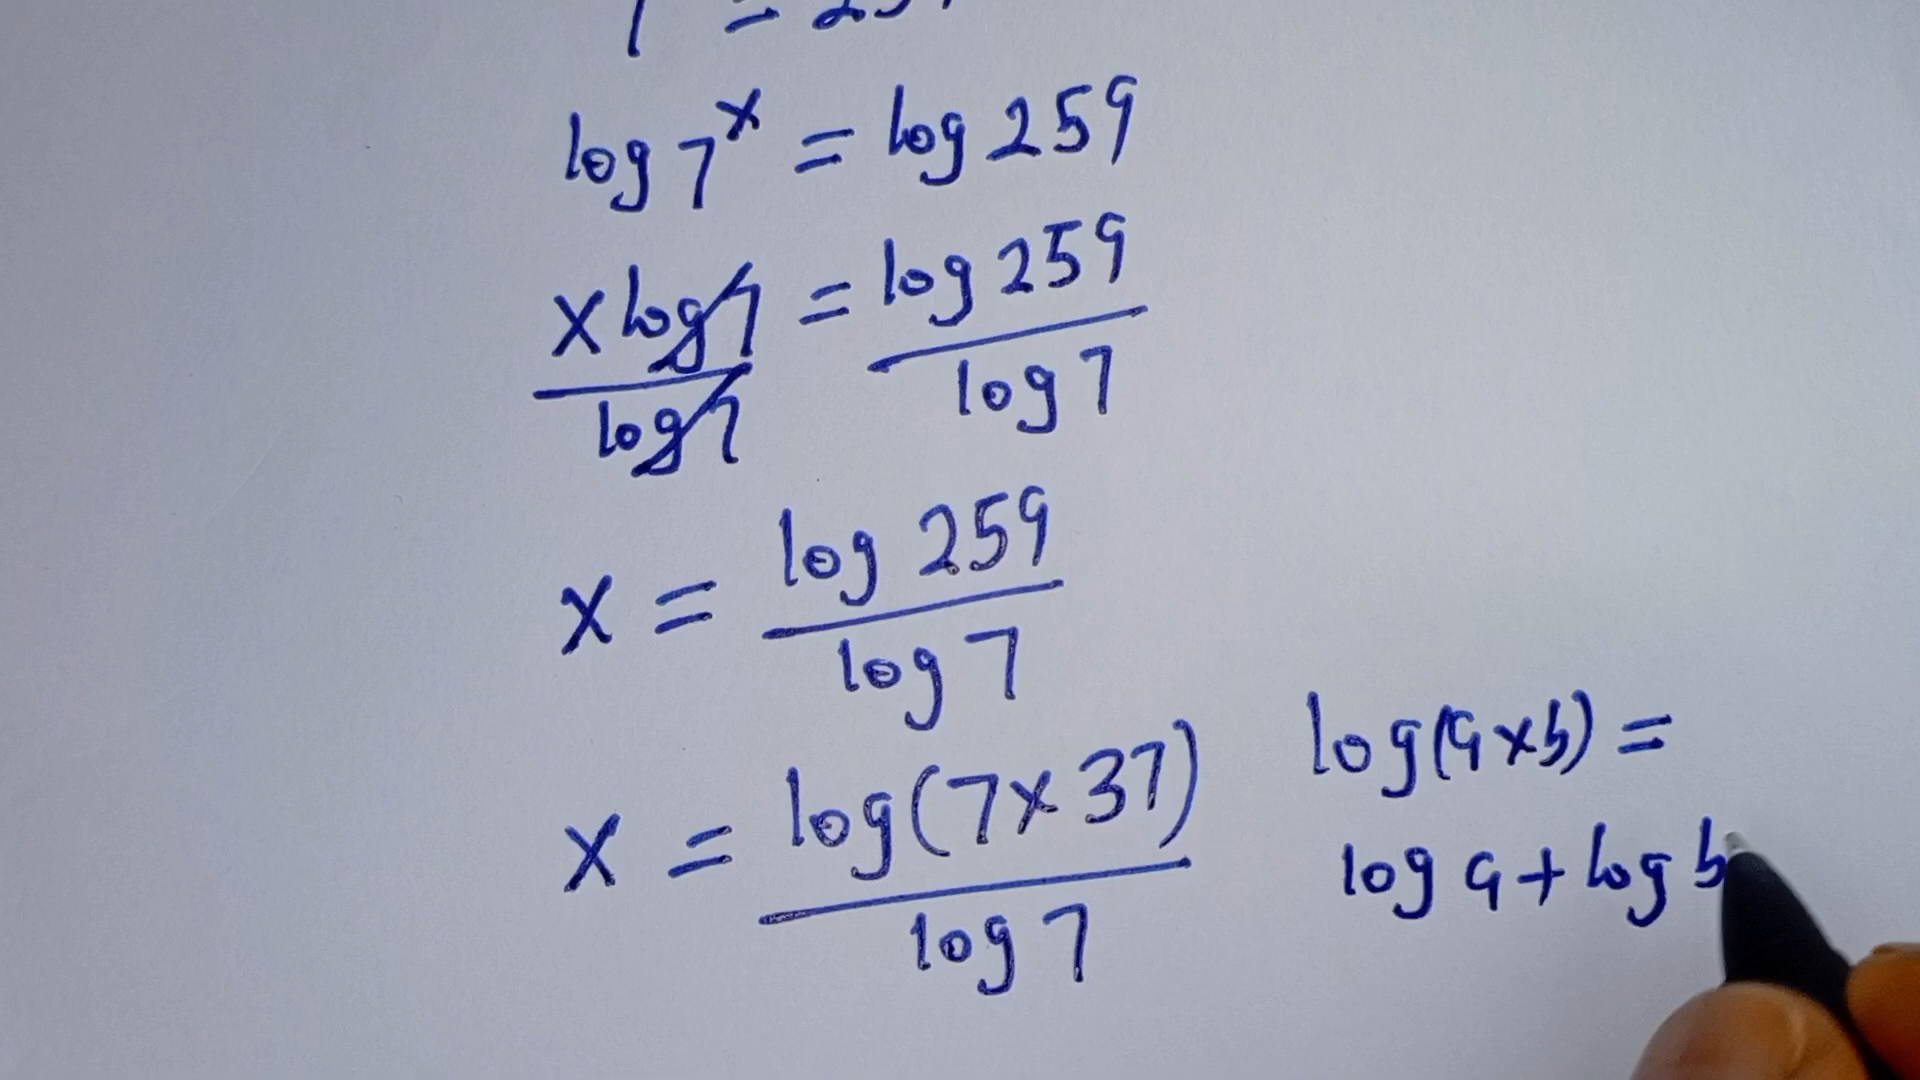 log 7^x = log 259
x log 7 / log 7 = log 259 / log 7
x = log 259 / log 7
x = log(7 x 37) / log 7
log(a x b) =
log a + log b